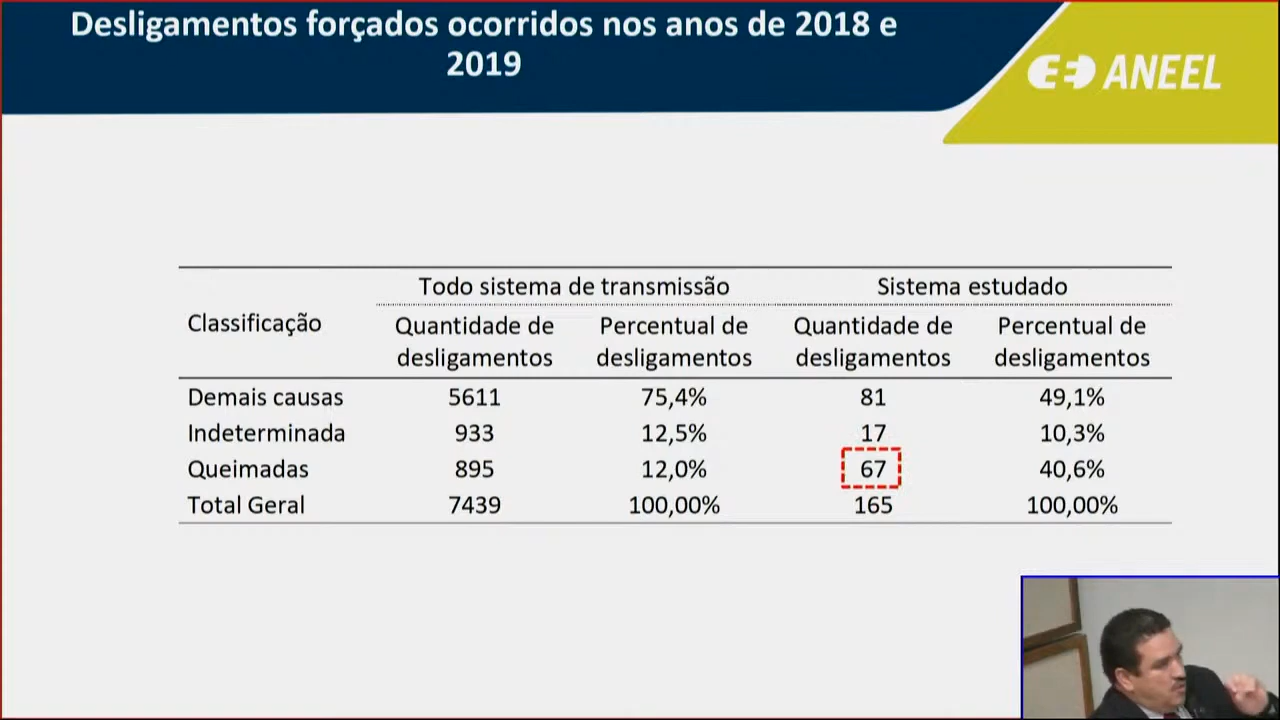 Desligamentos forçados ocorridos nos anos de 2018 e
2019
ANEEL
Todo sistema de transmissão Sistema estudado
Classificação
Quantidade de Percentual de Quantidade de Percentual de
desligamentos desligamentos desligamentos desligamentos
Demais causas 5611 75,4% 81 49,1%
Indeterminada 933 12,5% 17 10,3%
Queimadas 895 12,0% 67 40,6%
Total Geral 7439 100,00% 165 100,00%